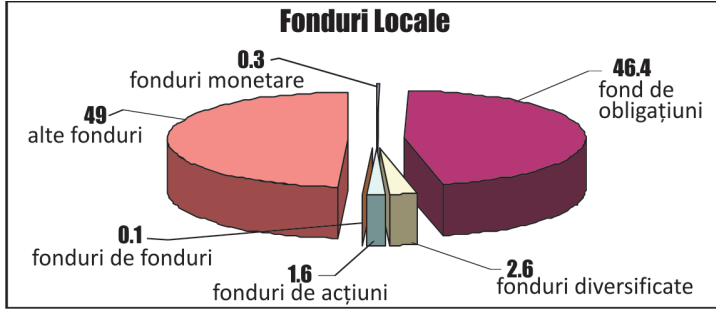 Fonduri Locale
0.3
fonduri monetare
46.4
fond de
obligațiuni
49
alte fonduri
0.1
fonduri de fonduri
1.6
fonduri de acțiuni
2.6
fonduri diversificate